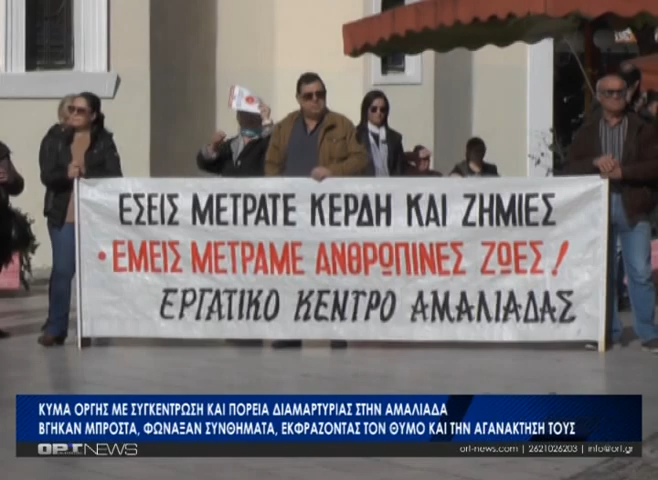 ΕΣΕΙΣ ΜΕΤΡΑΤΕ ΚΕΡΔΗ ΚΑΙ ΖΗΜΙΕΣ
• ΕΜΕΙΣ ΜΕΤΡΑΜΕ ΑΝΘΡΩΠΙΝΕΣ ΖΩΕΣ!
ΕΡΓΑΤΙΚΟ ΚΕΝΤΡΟ ΑΜΑΛΙΑΔΑΣ
ΚΥΜΑ ΟΡΓΗΣ ΜΕ ΣΥΓΚΕΝΤΡΩΣΗ ΚΑΙ ΠΟΡΕΙΑ ΔΙΑΜΑΡΤΥΡΙΑΣ ΣΤΗΝ ΑΜΑΛΙΑΔΑ
ΒΓΗΚΑΝ ΜΠΡΟΣΤΑ, ΦΩΝΑΞΑΝ ΣΥΝΘΗΜΑΤΑ, ΕΚΦΡΑΖΟΝΤΑΣ ΤΟΝ ΘΥΜΟ ΚΑΙ ΤΗΝ ΑΓΑΝΑΚΤΗΣΗ ΤΟΥΣ
ORT NEWS
ort-news.com | 2621026203 | info@ort.gr